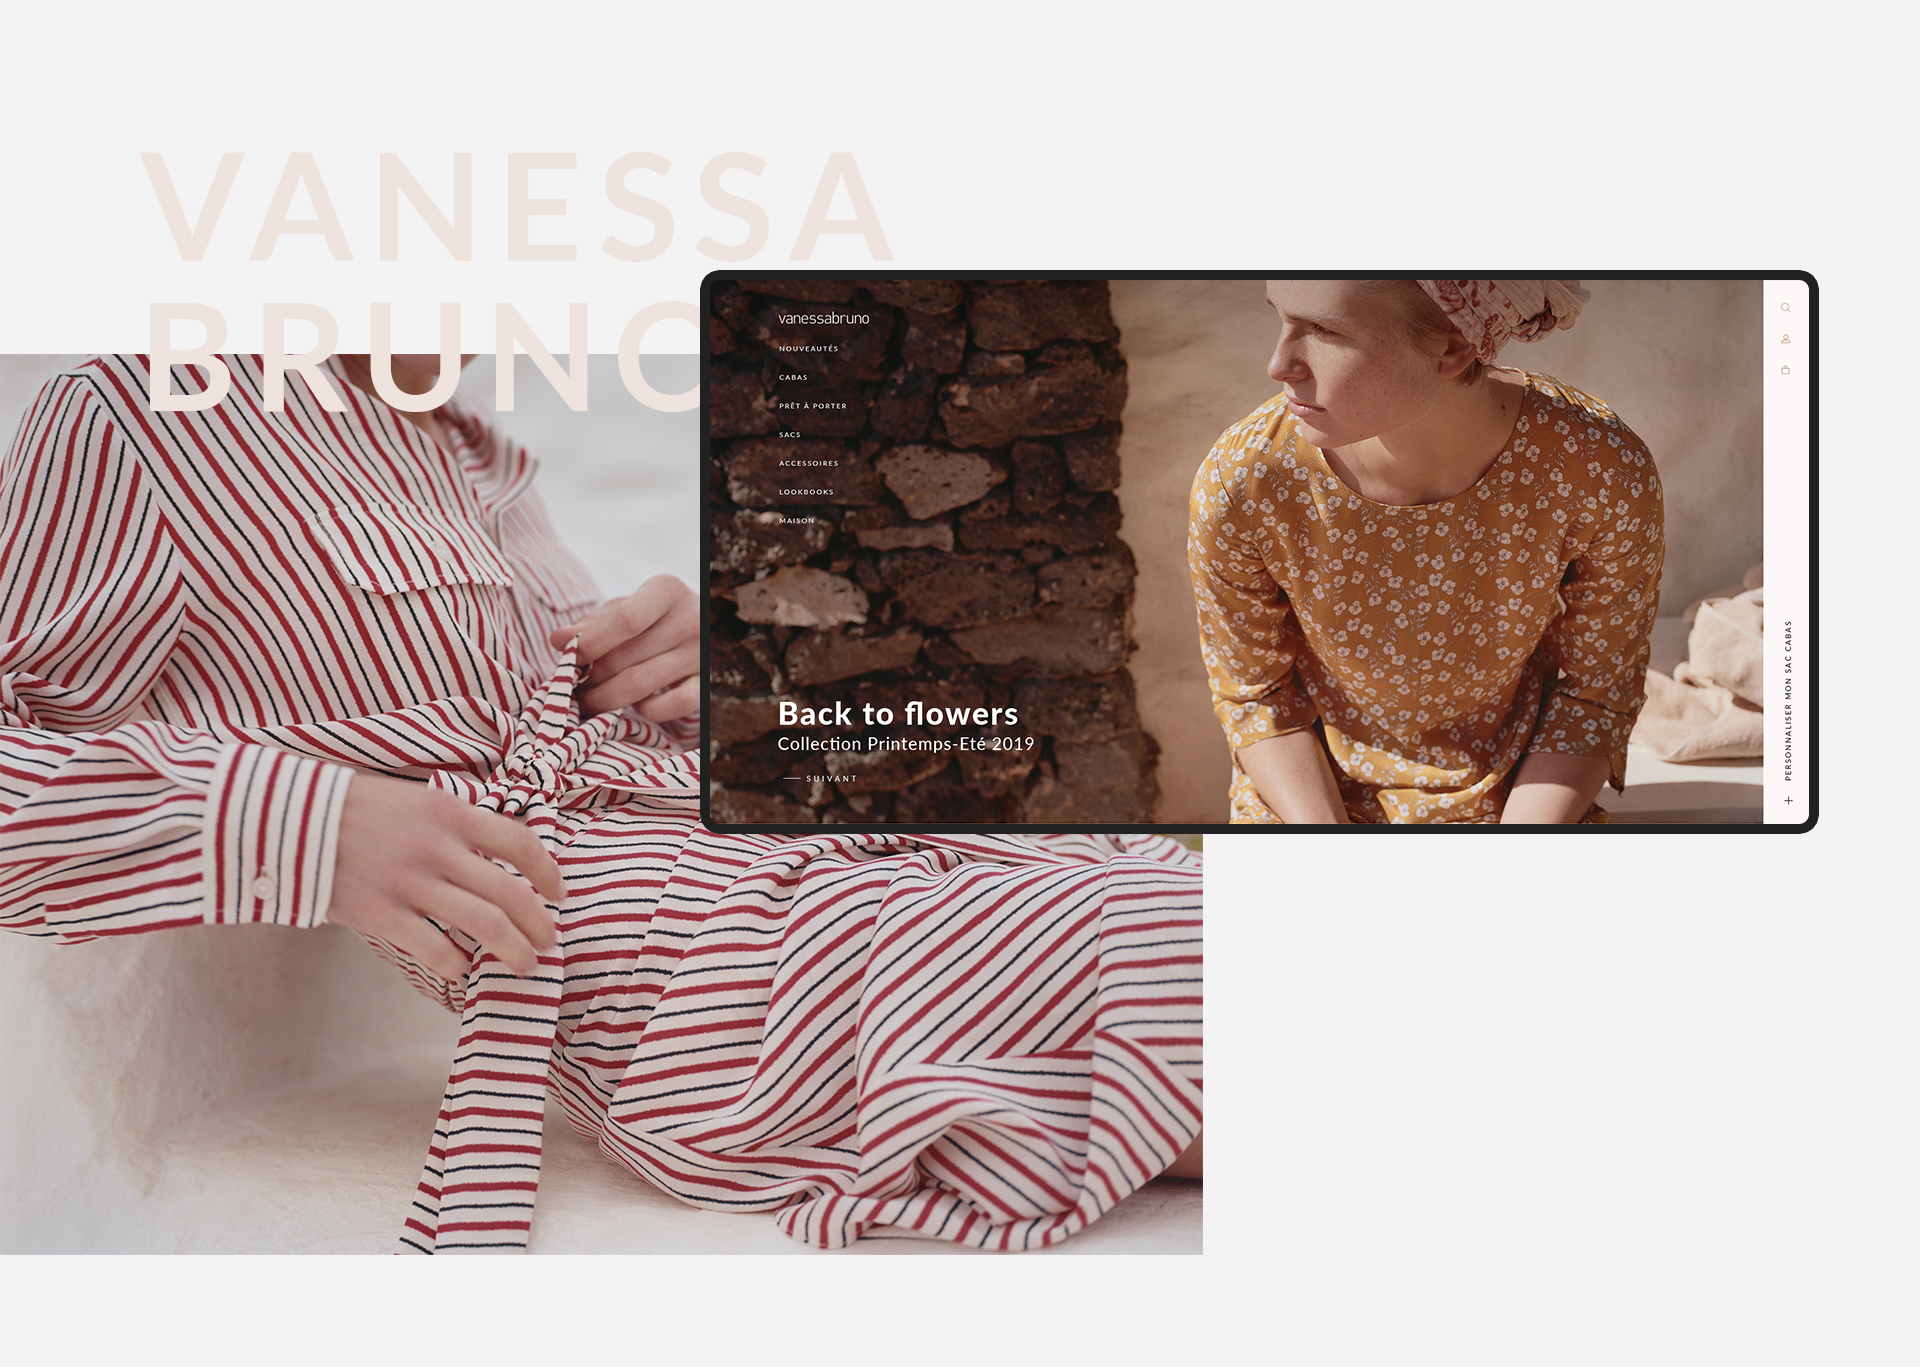 VANESSA
BRUNO
vanessabruno
NOUVEAUTÉS
CABAS
PRÊT À PORTER
SACS
ACCESSOIRES
LOOKBOOKS
MAISON
Back to flowers
Collection Printemps-Eté 2019
SUIVANT
PERSONNALISER MON SAC CABAS